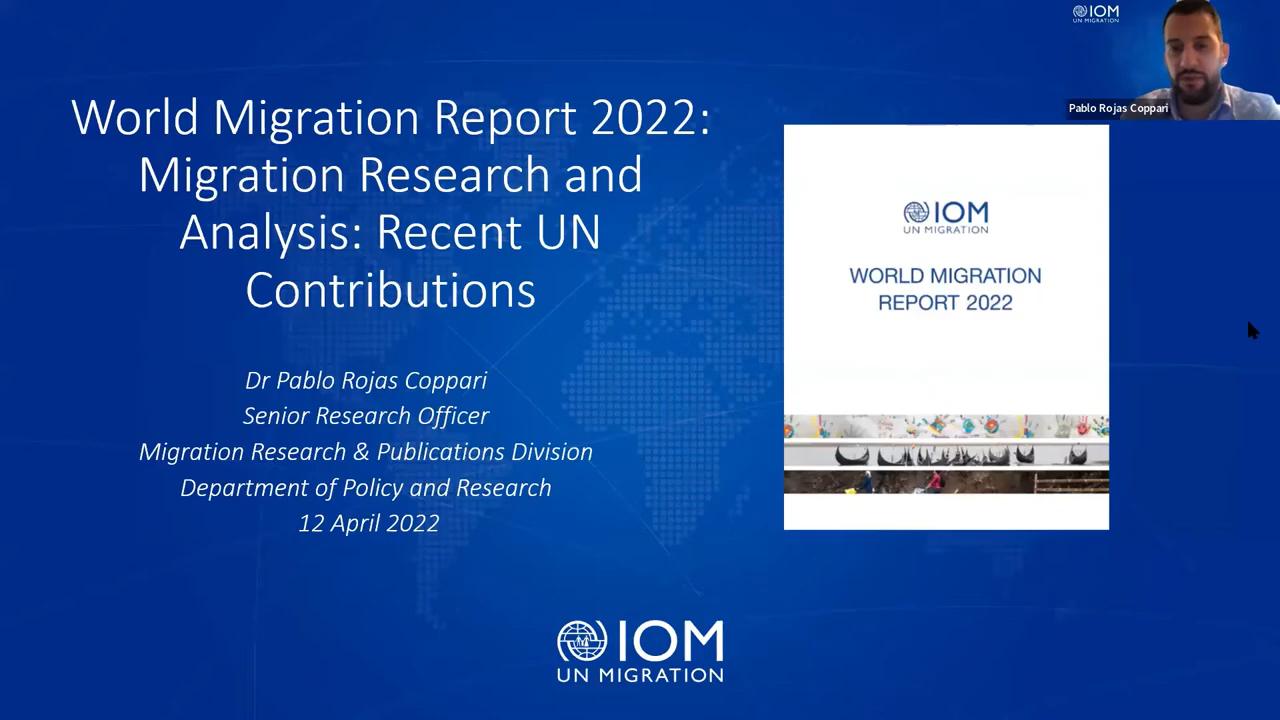 World Migration Report 2022:
Migration Research and
Analysis: Recent UN
Contributions
Dr Pablo Rojas Coppari
Senior Research Officer
Migration Research & Publications Division
Department of Policy and Research
12 April 2022
IOM
UN MIGRATION
WORLD MIGRATION
REPORT 2022
IOM
UN MIGRATION
Pablo Rojas Coppari
IOM
UN MIGRATION